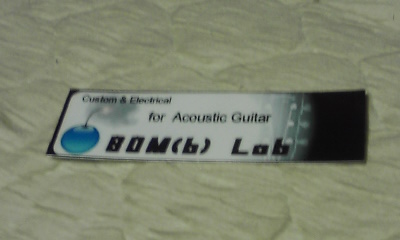 Custom & Electrical
for Acoustic Guitar
BOM(b) Lab